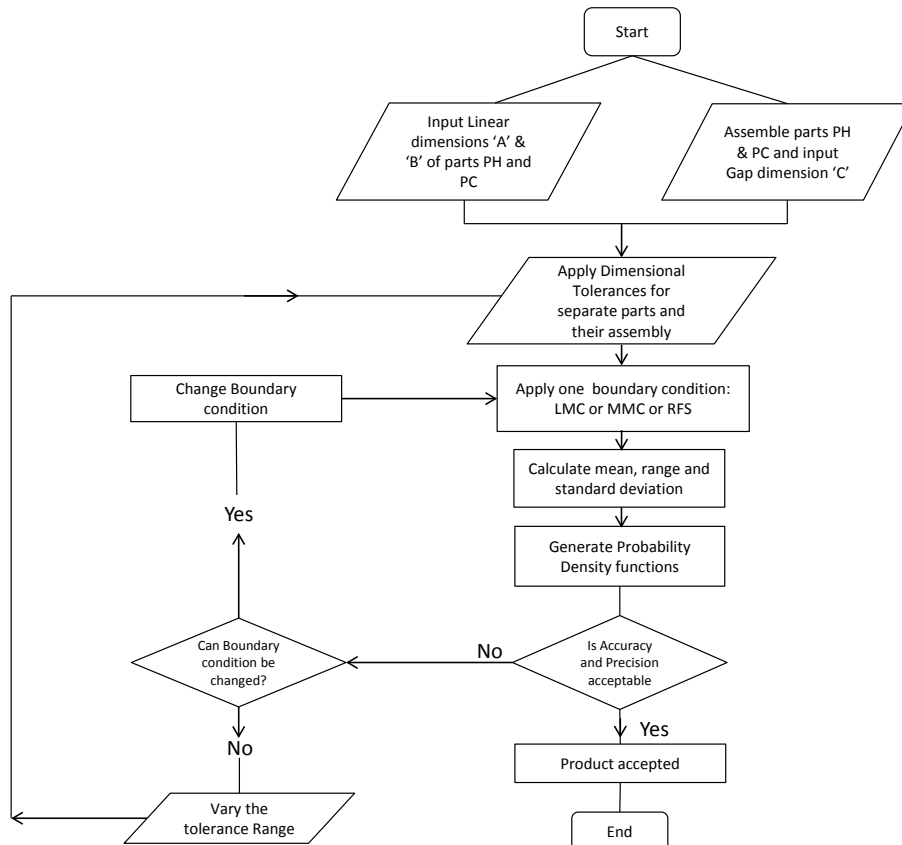 Start
Input Linear
dimensions ‘A’ &
‘B’ of parts PH and
PC
Assemble parts PH
& PC and input
Gap dimension ‘C’
Apply Dimensional
Tolerances for
separate parts and
their assembly
Change Boundary
condition
Apply one boundary condition:
LMC or MMC or RFS
Calculate mean, range and
standard deviation
Yes
Generate Probability
Density functions
Can Boundary
condition be
changed?
No
Is Accuracy
and Precision
acceptable
Yes
No
Product accepted
Vary the
tolerance Range
End